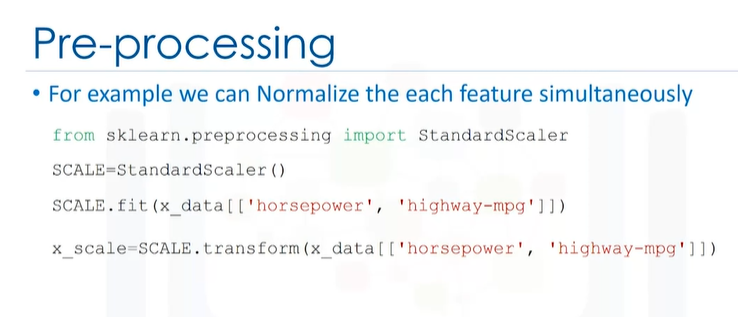 Pre-processing
• For example we can Normalize the each feature simultaneously
from sklearn.preprocessing import StandardScaler
SCALE=StandardScaler()
SCALE.fit(x_data[['horsepower', 'highway-mpg']])
x_scale=SCALE.transform(x_data[['horsepower', 'highway-mpg']])